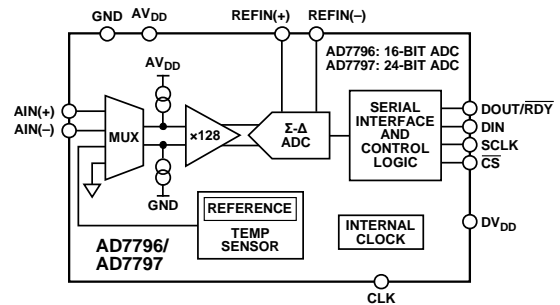 GND AVDD REFIN(+) REFIN(–)
AD7796: 16-BIT ADC
AD7797: 24-BIT ADC
AVDD
AIN(+)
AIN(–)
MUX
×128
Σ-Δ
ADC
SERIAL
INTERFACE
AND
CONTROL
LOGIC
DOUT/RDY
DIN
SCLK
CS
GND
REFERENCE
TEMP
SENSOR
INTERNAL
CLOCK
DVDD
AD7796/
AD7797
CLK